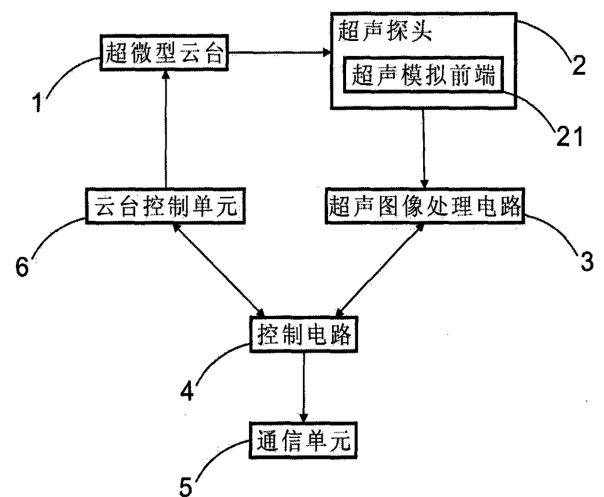 超微型云台
超声探头
超声模拟前端
1
2
21
云台控制单元
超声图像处理电路
6
3
控制电路
4
通信单元
5